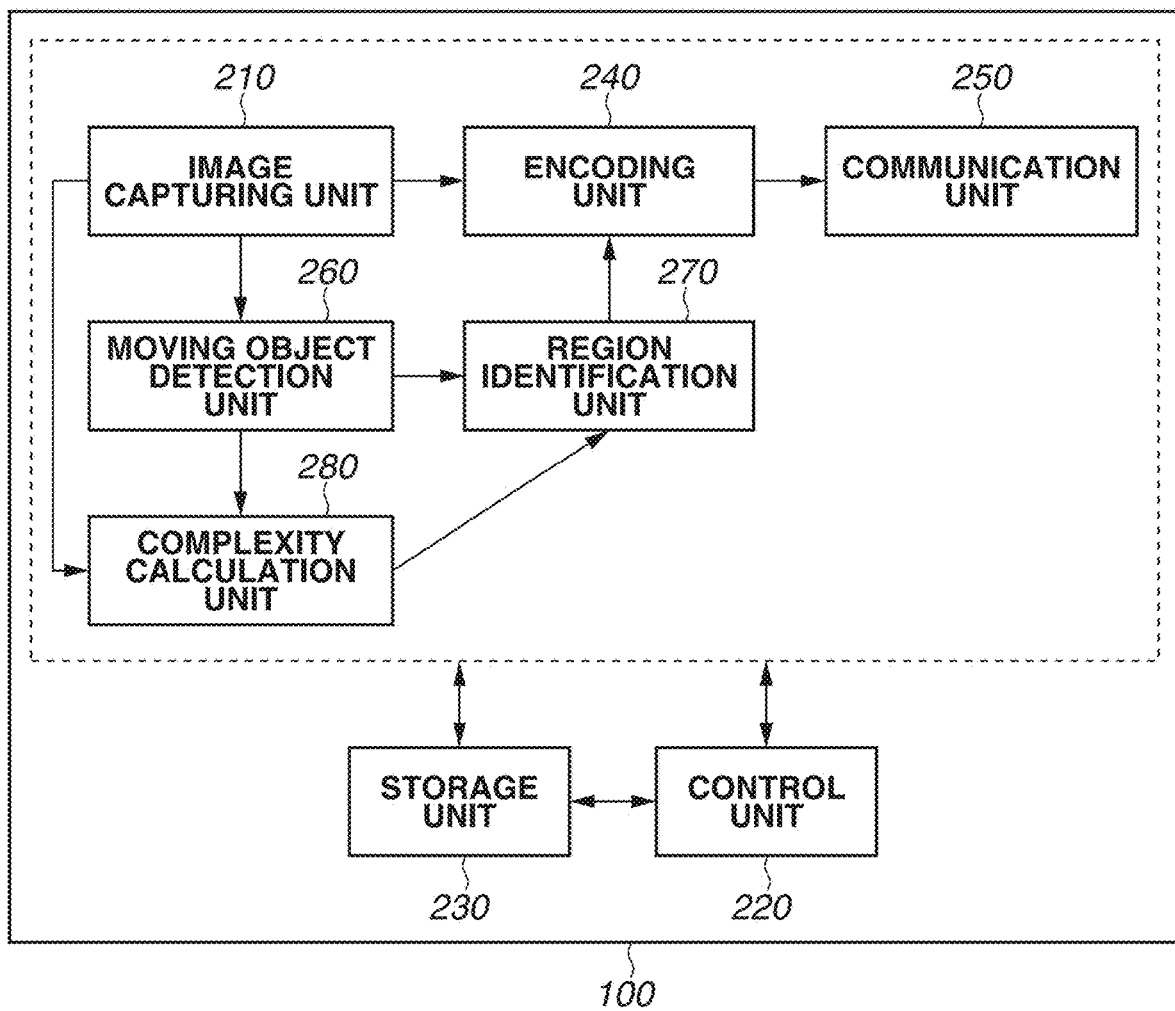 210
240
250
IMAGE
CAPTURING UNIT
ENCODING
UNIT
COMMUNICATION
UNIT
260
270
MOVING OBJECT
DETECTION
UNIT
REGION
IDENTIFICATION
UNIT
280
COMPLEXITY
CALCULATION
UNIT
STORAGE
UNIT
CONTROL
UNIT
230
220
100